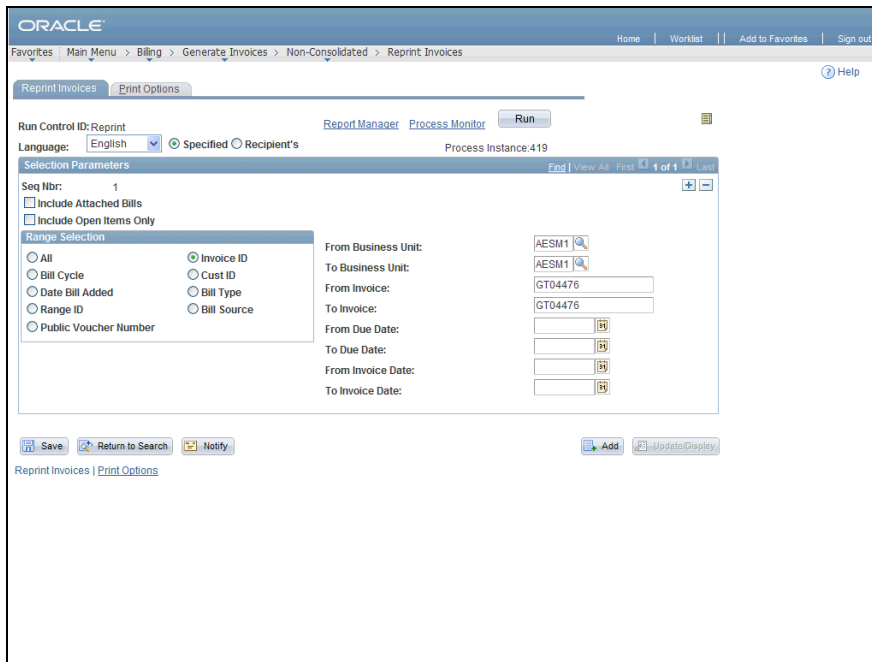 ORACLE
Home | Worklist || Add to Favorites | Sign out
Favorites Main Menu > Billing > Generate Invoices > Non-Consolidated > Reprint Invoices
? Help
Reprint Invoices Print Options
Run Control ID: Reprint Report Manager Process Monitor Run
Language: English Specified Recipient's Process Instance:419
Selection Parameters Find | View All First 1 of 1 Last
Seq Nbr: 1 + -
Include Attached Bills
Include Open Items Only
Range Selection
All Invoice ID
Bill Cycle Cust ID
Date Bill Added Bill Type
Range ID Bill Source
Public Voucher Number
From Business Unit: AESM1
To Business Unit: AESM1
From Invoice: GT04476
To Invoice: GT04476
From Due Date: 31
To Due Date: 31
From Invoice Date: 31
To Invoice Date: 31
Save Return to Search Notify Add Update/Display
Reprint Invoices | Print Options